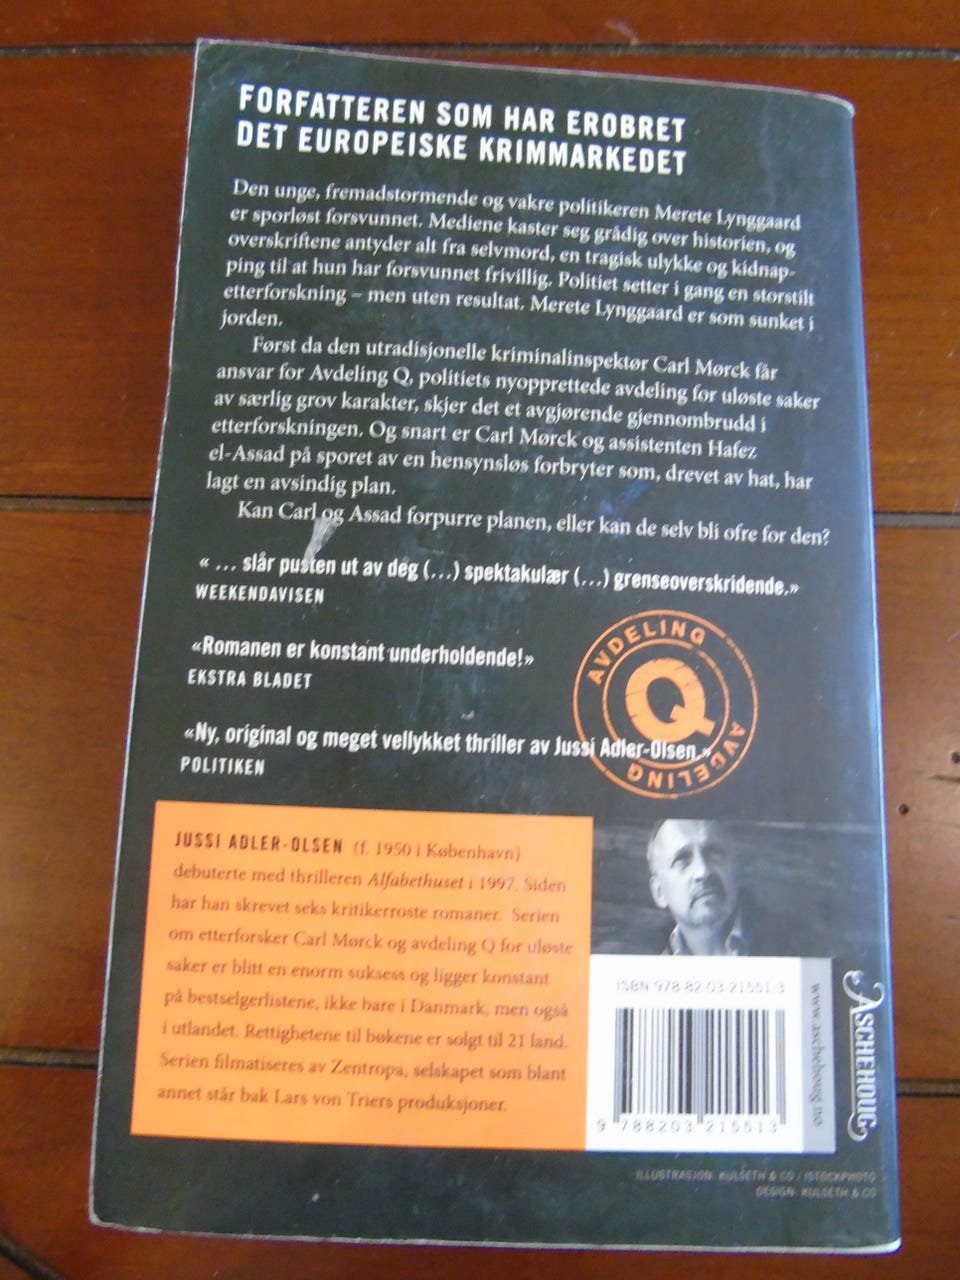 FORFATTEREN SOM HAR EROBRET
DET EUROPEISKE KRIMMARKEDET
Den unge, fremadstormende og vakre politikeren Merete Lynggaard
er sporløst forsvunnet. Mediene kaster seg grådig over historien, og
overskriftene antyder alt fra selvmord, en tragisk ulykke og kidnap-
ping til at hun har forsvunnet frivillig. Politiet setter i gang en storstilt
etterforskning – men uten resultat. Merete Lynggaard er som sunket i
jorden.
Først da den utradisjonelle kriminalinspektør Carl Mørck får
ansvar for Avdeling Q, politiets nyopprettede avdeling for uløste saker
av særlig grov karakter, skjer det et avgjørende gjennombrudd i
etterforskningen. Og snart er Carl Mørck og assistenten Hafez
el-Assad på sporet av en hensynsløs forbryter som, drevet av hat, har
lagt en avsindig plan.
Kan Carl og Assad forpurre planen, eller kan de selv bli ofre for den?
« ... slår pusten ut av deg (...) spektakulær (...) grenseoverskridende.»
WEEKENDAVISEN
«Romanen er konstant underholdende!»
EKSTRA BLADET
«Ny, original og meget vellykket thriller av Jussi Adler-Olsen.»
POLITIKEN
AVDELING
Q
AVDELING
JUSSI ADLER-OLSEN (f. 1950 i København)
debuterte med thrilleren Alfabethuset i 1997. Siden
har han skrevet seks kritikerroste romaner. Serien
om etterforsker Carl Mørck og avdeling Q for uløste
saker er blitt en enorm suksess og ligger konstant
på bestselgerlistene, ikke bare i Danmark, men også
i utlandet. Rettighetene til bøkene er solgt til 21 land.
Serien filmatiseres av Zentropa, selskapet som blant
annet står bak Lars von Triers produksjoner.
ISBN 978-82-03-21551-3
9 788203 215513
www.aschehoug.no
ASCHEHOUG
ILLUSTRASJON: KULSETH & CO / ISTOCKPHOTO
DESIGN: KULSETH & CO